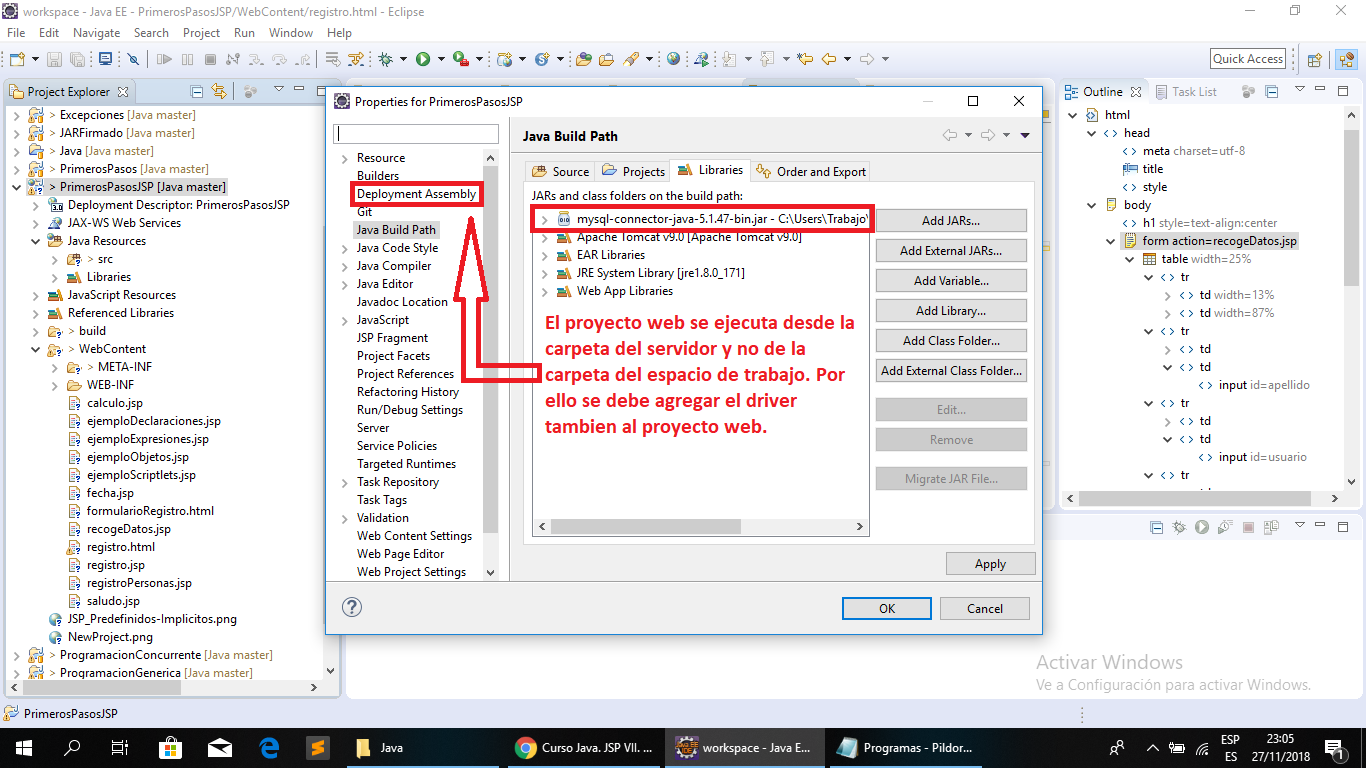 workspace - Java EE - PrimerosPasosJSP/WebContent/registro.html - Eclipse
File Edit Navigate Search Project Run Window Help
Quick Access
Project Explorer
> Excepciones [Java master]
> JARFirmado [Java master]
> Java [Java master]
> PrimerosPasos [Java master]
> PrimerosPasosJSP [Java master]
Deployment Descriptor: PrimerosPasosJSP
JAX-WS Web Services
Java Resources
> src
Libraries
JavaScript Resources
Referenced Libraries
> build
> WebContent
> META-INF
WEB-INF
calculo.jsp
ejemploDeclaraciones.jsp
ejemploExpresiones.jsp
ejemploObjetos.jsp
ejemploScriptlets.jsp
fecha.jsp
formularioRegistro.html
recogeDatos.jsp
registro.html
registro.jsp
registroPersonas.jsp
saludo.jsp
JSP_Predefinidos-Implicitos.png
NewProject.png
> ProgramacionConcurrente [Java master]
> ProgramacionGenerica [Java master]
PrimerosPasosJSP
Properties for PrimerosPasosJSP
Resource
Builders
Deployment Assembly
Git
Java Build Path
Java Code Style
Java Compiler
Java Editor
Javadoc Location
JavaScript
JSP Fragment
Project Facets
Project References
Refactoring History
Run/Debug Settings
Server
Service Policies
Targeted Runtimes
Task Repository
Task Tags
Validation
Web Content Settings
Web Page Editor
Web Project Settings
Java Build Path
Source Projects Libraries Order and Export
JARs and class folders on the build path:
mysql-connector-java-5.1.47-bin.jar - C:\Users\Trabajo\
Apache Tomcat v9.0 [Apache Tomcat v9.0]
EAR Libraries
JRE System Library [jre1.8.0_171]
Web App Libraries
El proyecto web se ejecuta desde la
carpeta del servidor y no de la
carpeta del espacio de trabajo. Por
ello se debe agregar el driver
tambien al proyecto web.
Add JARs...
Add External JARs...
Add Variable...
Add Library...
Add Class Folder...
Add External Class Folder...
Edit...
Remove
Migrate JAR File...
Apply
OK Cancel
Outline Task List
html
head
meta charset=utf-8
title
style
body
h1 style=text-align:center
form action=recogeDatos.jsp
table width=25%
tr
td width=13%
td width=87%
tr
td
td
input id=apellido
tr
td
td
input id=usuario
tr
Activar Windows
Ve a Configuración para activar Windows.
Java
Curso Java. JSP VII. ...
workspace - Java E...
Programas - Pildor...
ESP
ES
23:05
27/11/2018
1